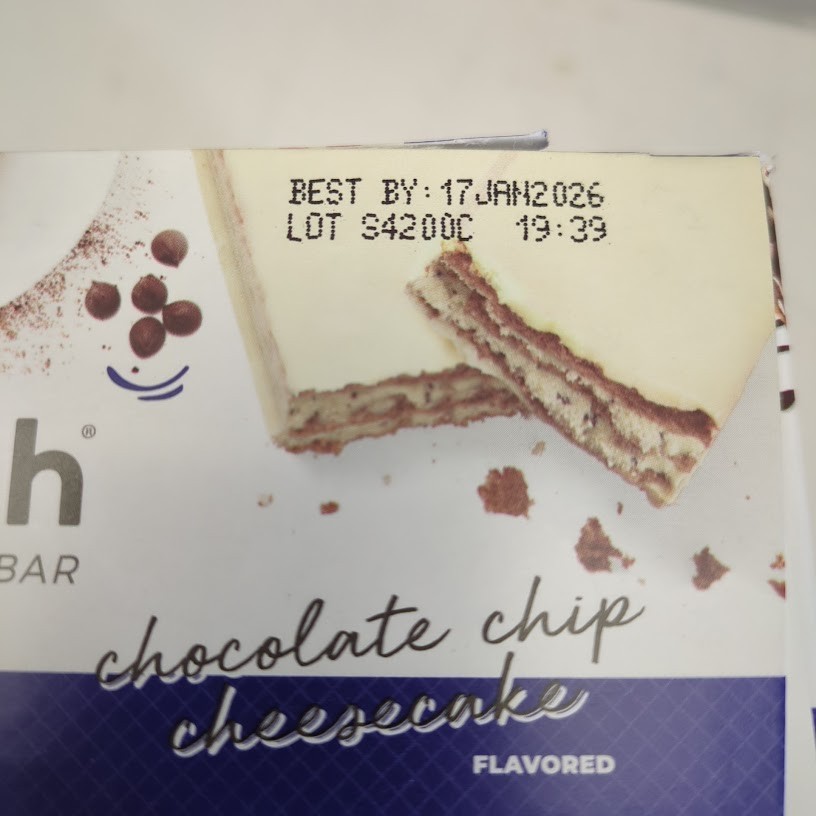 BEST BY:17JAN2026
LOT S4200C 19:39
h®
BAR
chocolate chip
cheesecake
FLAVORED